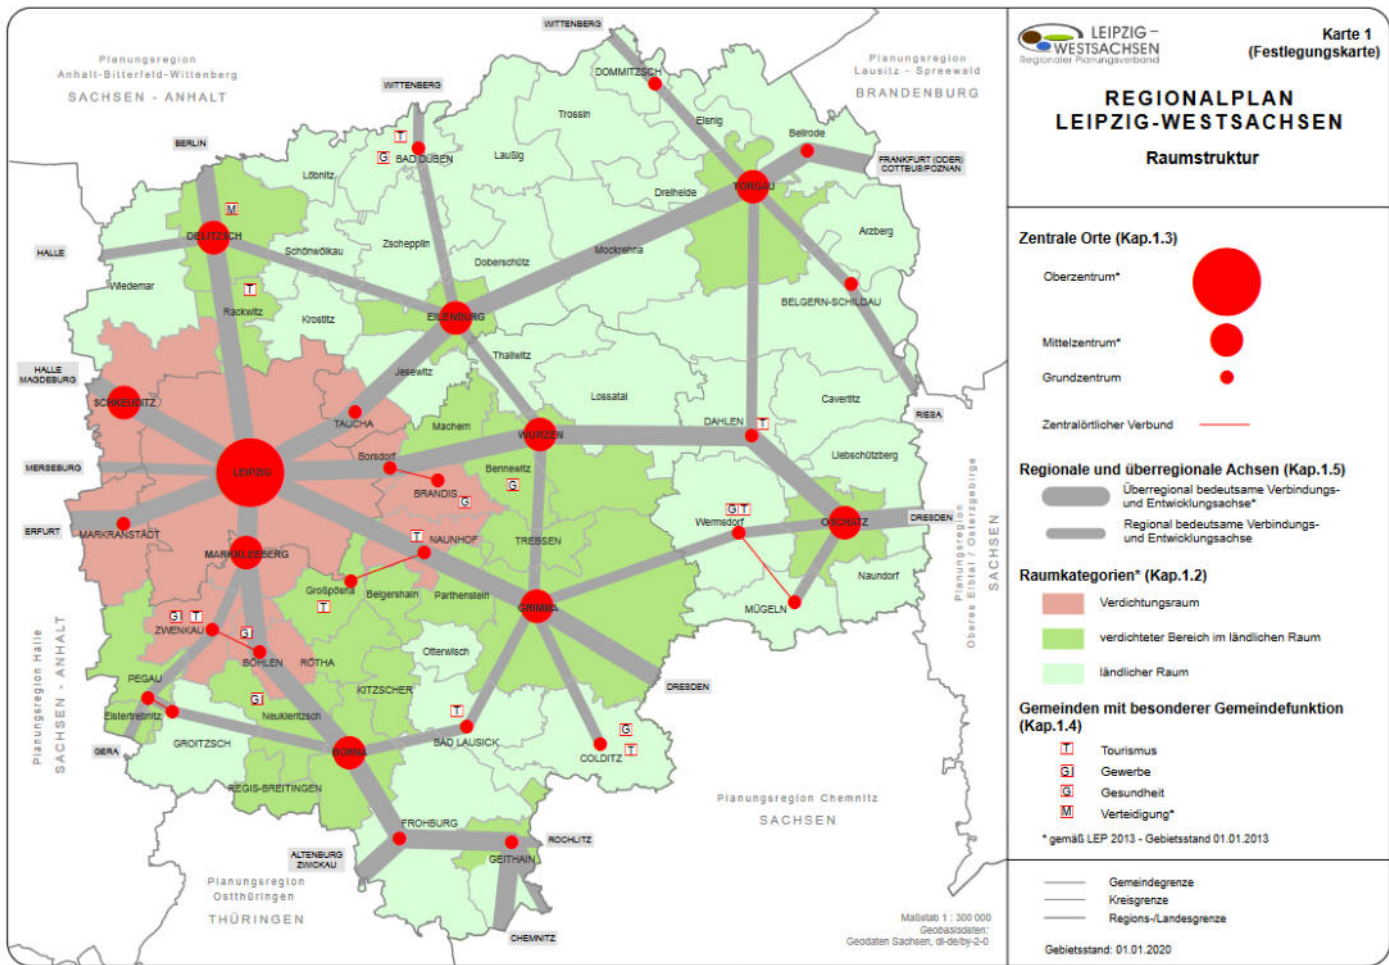 WITTENBERG
Planungsregion
Anhalt-Bitterfeld-Wittenberg
SACHSEN - ANHALT
Planungsregion
Lausitz - Spreewald
BRANDENBURG
WITTENBERG
BERLIN
DOMMITZSCH
Trossin
Elsnig
Beilrode
FRANKFURT (ODER)
COTTBUS/POZNAN
T
G
BAD DÜBEN
Laußig
Löbnitz
TORGAU
Dreiheide
M
DELITZSCH
HALLE
Schönwölkau
Zschepplin
Doberschütz
Mockrehna
Arzberg
Wiedemar
T
Rackwitz
Krostitz
EILENBURG
BELGERN-SCHILDAU
HALLE
MAGDEBURG
Jesewitz
Thallwitz
Lossatal
Cavertitz
RIESA
SCHKEUDITZ
TAUCHA
Machern
WURZEN
DAHLEN
T
MERSEBURG
LEIPZIG
Borsdorf
BRANDIS
G
Bennewitz
G
Liebschützberg
ERFURT
MARKRANSTÄDT
G T
Wermsdorf
OSCHATZ
DRESDEN
MARKKLEEBERG
T
NAUNHOF
TREBSEN
Naundorf
Großpösna
T
Belgershain
Parthenstein
GRIMMA
MÜGELN
GI T
ZWENKAU
GI
BÖHLEN
RÖTHA
Otterwisch
DRESDEN
PEGAU
GI
KITZSCHER
Elstertrebnitz
Neukieritzsch
T
BAD LAUSICK
G
T
COLDITZ
GERA
GROITZSCH
BORNA
REGIS-BREITINGEN
FROHBURG
GEITHAIN
ROCHLITZ
ALTENBURG
ZWICKAU
CHEMNITZ
Planungsregion Halle
SACHSEN - ANHALT
Planungsregion
Oberes Elbtal / Osterzgebirge
SACHSEN
Planungsregion Chemnitz
SACHSEN
Planungsregion
Ostthüringen
THÜRINGEN
Maßstab 1 : 300 000
Geobasisdaten:
Geodaten Sachsen, dl-de/by-2-0
LEIPZIG –
WESTSACHSEN
Regionaler Planungsverband
Karte 1
(Festlegungskarte)
REGIONALPLAN
LEIPZIG-WESTSACHSEN
Raumstruktur
Zentrale Orte (Kap.1.3)
Oberzentrum*
Mittelzentrum*
Grundzentrum
Zentralörtlicher Verbund
Regionale und überregionale Achsen (Kap.1.5)
Überregional bedeutsame Verbindungs-
und Entwicklungsachse*
Regional bedeutsame Verbindungs-
und Entwicklungsachse
Raumkategorien* (Kap.1.2)
Verdichtungsraum
verdichteter Bereich im ländlichen Raum
ländlicher Raum
Gemeinden mit besonderer Gemeindefunktion
(Kap.1.4)
T Tourismus
GI Gewerbe
G Gesundheit
M Verteidigung*
* gemäß LEP 2013 - Gebietsstand 01.01.2013
Gemeindegrenze
Kreisgrenze
Regions-/Landesgrenze
Gebietsstand: 01.01.2020